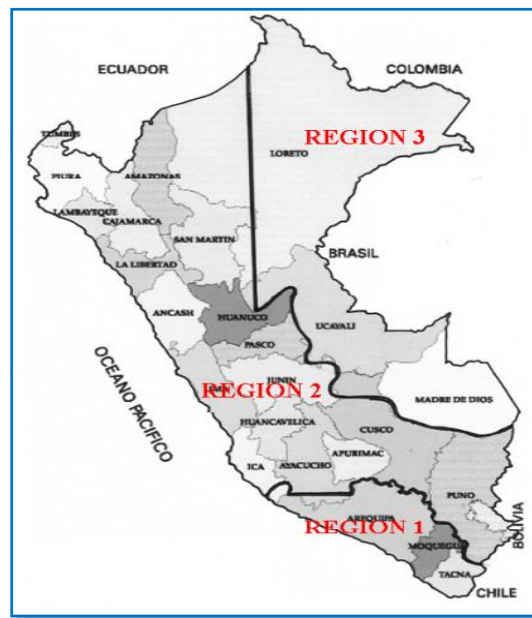 ECUADOR
COLOMBIA
TUMBES
REGION 3
LORETO
PIURA
AMAZONAS
LAMBAYEQUE
CAJAMARCA
SAN MARTIN
BRASIL
LA LIBERTAD
ANCASH
HUANUCO
UCAYALI
PASCO
OCEANO PACIFICO
JUNIN
REGION 2
MADRE DE DIOS
HUANCAVELICA
CUSCO
APURIMAC
ICA
AYACUCHO
PUNO
AREQUIPA
REGION 1
BOLIVIA
MOQUEGUA
TACNA
CHILE